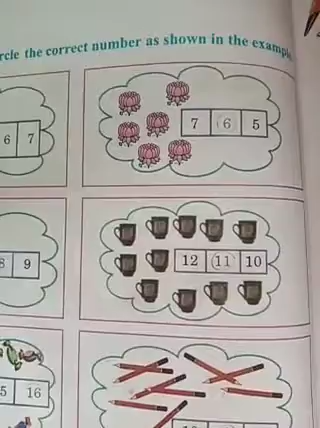 rcle the correct number as shown in the examp
6 7
7 6 5
8 9
12 11 10
5 16